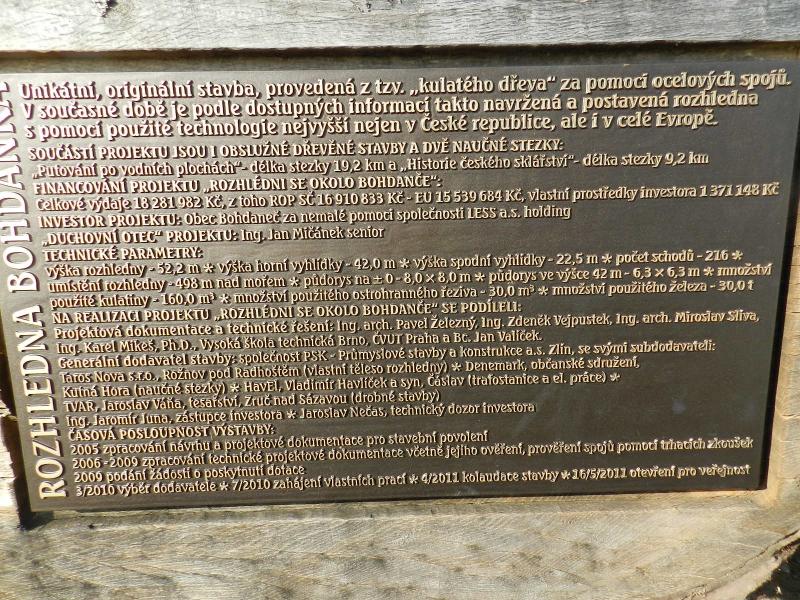 ROZHLEDNA BOHDANKA
Unikátní, originální stavba, provedená z tzv. „kulatého dřeva“ za pomoci ocelových spojů.
V současné době je podle dostupných informací takto navržená a postavená rozhledna
s pomocí použité technologie nejvyšší nejen v České republice, ale i v celé Evropě.
SOUČÁSTÍ PROJEKTU JSOU I OBSLUŽNÉ DŘEVĚNÉ STAVBY A DVĚ NAUČNÉ STEZKY:
„Putování po vodních plochách“- délka stezky 19,2 km a „Historie českého sklářství“- délka stezky 9,2 km
FINANCOVÁNÍ PROJEKTU „ROZHLÉDNI SE OKOLO BOHDANČE“:
Celkové výdaje 18 281 982 Kč, z toho ROP SČ 16 910 833 Kč - EU 15 539 684 Kč, vlastní prostředky investora 1 371 148 Kč
INVESTOR PROJEKTU: Obec Bohdaneč za nemalé pomoci společnosti LESS a.s. holding
„DUCHOVNÍ OTEC“ PROJEKTU: Ing. Jan Mičánek senior
TECHNICKÉ PARAMETRY:
výška rozhledny - 52,2 m * výška horní vyhlídky - 42,0 m * výška spodní vyhlídky - 22,5 m * počet schodů - 216 *
umístění rozhledny - 498 m nad mořem * půdorys na ± 0 - 8,0 × 8,0 m * půdorys ve výšce 42 m - 6,3 × 6,3 m * množství
použité kulatiny - 160,0 m³ * množství použitého ostrohranného řeziva - 30,0 m³ * množství použitého železa - 30,0 t
NA REALIZACI PROJEKTU „ROZHLÉDNI SE OKOLO BOHDANČE“ SE PODÍLELI:
Projektová dokumentace a technické řešení: Ing. arch. Pavel Železný, Ing. Zdeněk Vejpustek, Ing. arch. Miroslav Slíva,
Ing. Karel Mikeš, Ph.D., Vysoká škola technická Brno, ČVUT Praha a Bc. Jan Valíček.
Generální dodavatel stavby: společnost PSK - Průmyslové stavby a konstrukce a.s. Zlín, se svými subdodavateli:
Taros Nova s.r.o., Rožnov pod Radhoštěm (vlastní těleso rozhledny) * Denemark, občanské sdružení,
Kutná Hora (naučné stezky) * HavEl, Vladimír Havlíček a syn, Čáslav (trafostanice a el. práce) *
TVAR, Jaroslav Váňa, tesařství, Zruč nad Sázavou (drobné stavby)
Ing. Jaromír Juna, zástupce investora * Jaroslav Nečas, technický dozor investora
ČASOVÁ POSLOUPNOST VÝSTAVBY:
2005 zpracování návrhu a projektové dokumentace pro stavební povolení
2006 -2009 zpracování technické projektové dokumentace včetně jejího ověření, prověření spojů pomocí trhacích zkoušek
2009 podání žádosti o poskytnutí dotace
3/2010 výběr dodavatele * 7/2010 zahájení vlastních prací * 4/2011 kolaudace stavby * 16/5/2011 otevření pro veřejnost